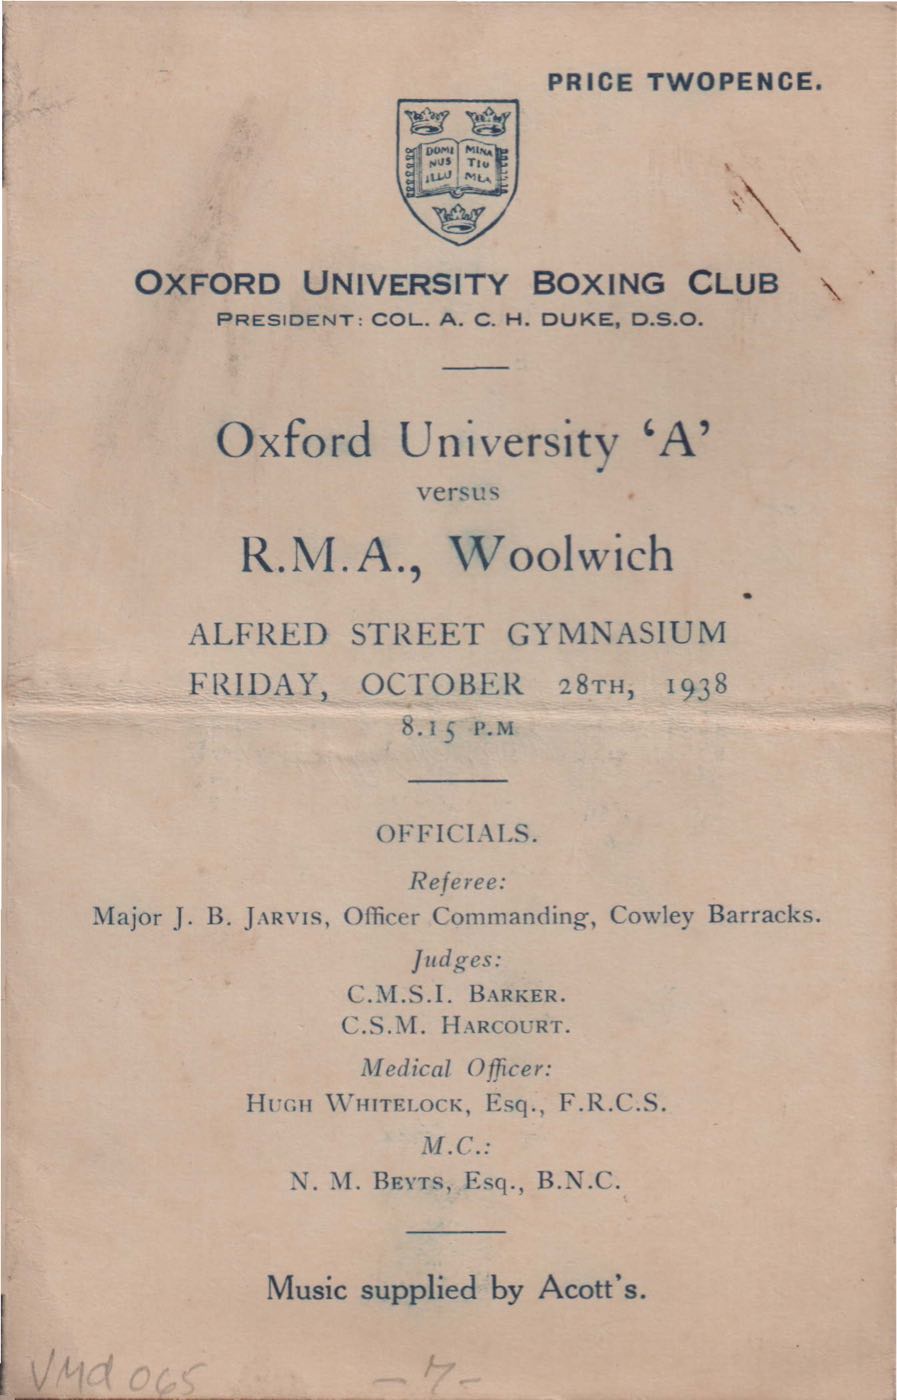 PRICE TWOPENCE.
DOMI MINA
NUS TIO
ILLU MEA
OXFORD UNIVERSITY BOXING CLUB
PRESIDENT: COL. A. C. H. DUKE, D.S.O.
Oxford University ‘A’
versus
R.M.A., Woolwich
ALFRED STREET GYMNASIUM
FRIDAY, OCTOBER 28TH, 1938
8.15 P.M
OFFICIALS.
Referee:
Major J. B. JARVIS, Officer Commanding, Cowley Barracks.
Judges:
C.M.S.I. BARKER.
C.S.M. HARCOURT.
Medical Officer:
HUGH WHITELOCK, Esq., F.R.C.S.
M.C.:
N. M. BEYTS, Esq., B.N.C.
Music supplied by Acott's.
VMd 065 – 7 –